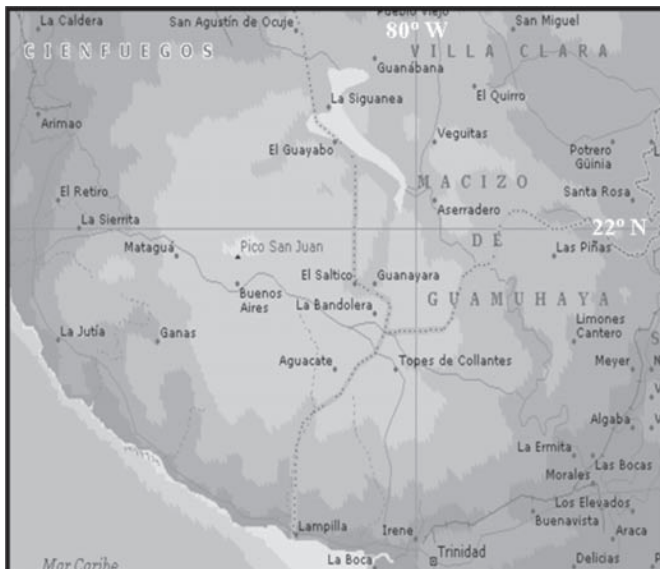 Pueblo Viejo
La Caldera
San Agustín de Ocuje
80º W
San Miguel
CIENFUEGOS
VILLA CLARA
Guanábana
El Quirro
La Siguanea
Arimao
El Guayabo
Veguitas
Potrero
Güinia
MACIZO
El Retiro
Aserradero
Santa Rosa
La Sierrita
22º N
DE
Mataguá
Pico San Juan
Las Piñas
El Saltico
Guanayara
Buenos
Aires
La Bandolera
GUAMUHAYA
Limones
Cantero
La Jutía
Ganas
Aguacate
Topes de Collantes
Meyer
Algaba
La Ermita
Las Bocas
Morales
Los Elevados
Buenavista
Lampilla
Irene
Araca
Mar Caribe
La Boca
Trinidad
Delicias